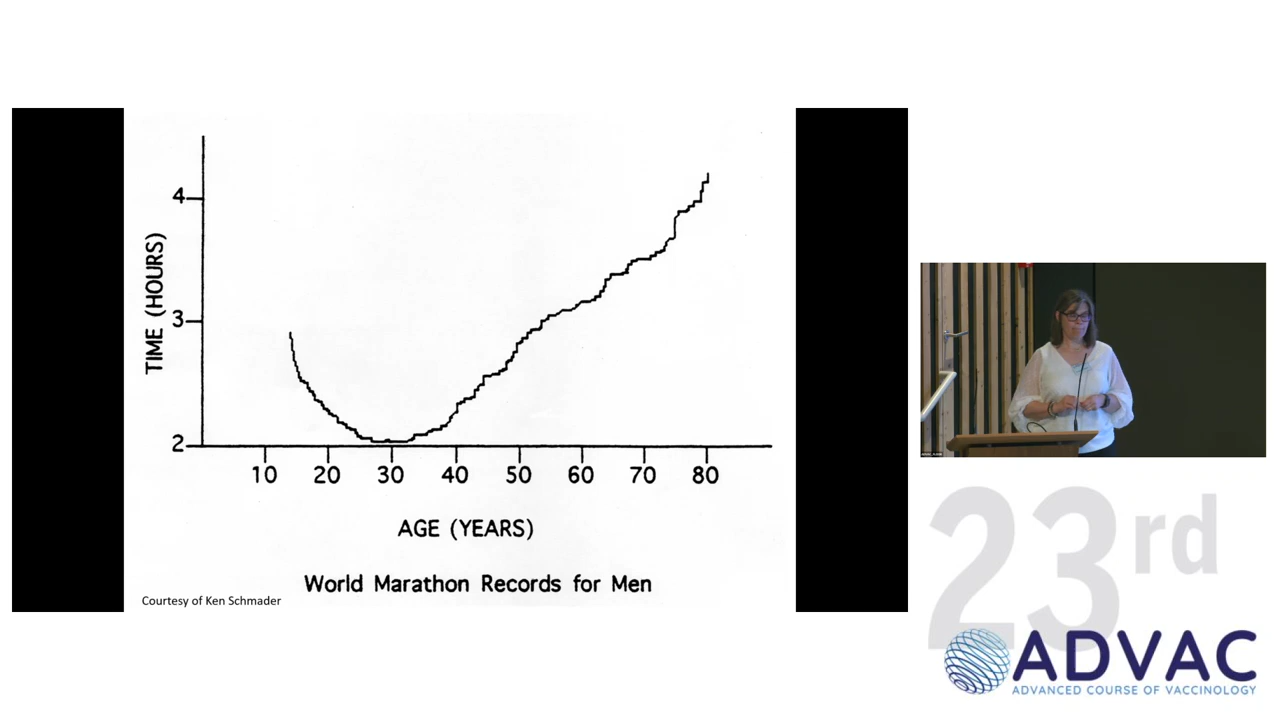 4
3
2
TIME (HOURS)
10 20 30 40 50 60 70 80
AGE (YEARS)
World Marathon Records for Men
Courtesy of Ken Schmader
23rd
ADVAC
ADVANCED COURSE OF VACCINOLOGY